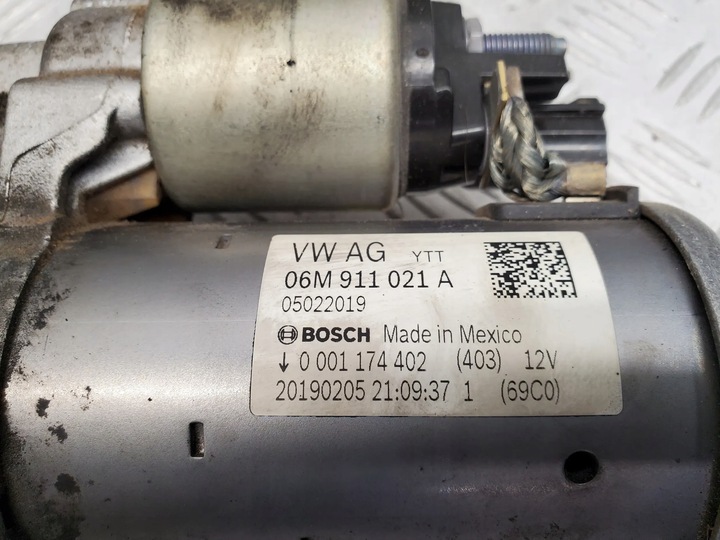 VW AG YTT
06M 911 021 A
05022019
BOSCH Made in Mexico
↓ 0 001 174 402 (403) 12V
20190205 21:09:37 1 (69C0)